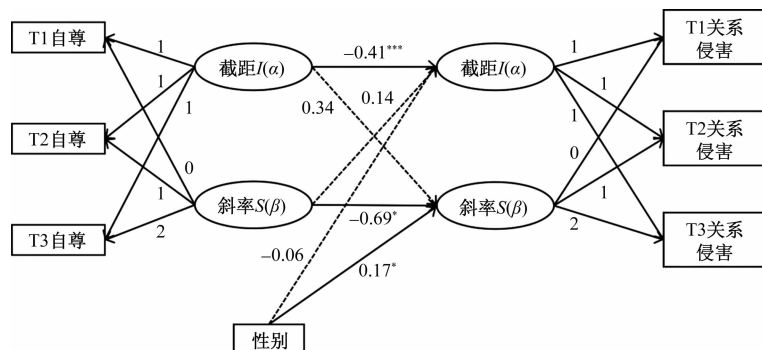 T1自尊
T2自尊
T3自尊
1
1
1
0
1
2
截距I(α)
斜率S(β)
–0.41***
0.14
0.34
–0.69*
–0.06
0.17*
性别
截距I(α)
斜率S(β)
1
1
1
0
1
2
T1关系
侵害
T2关系
侵害
T3关系
侵害